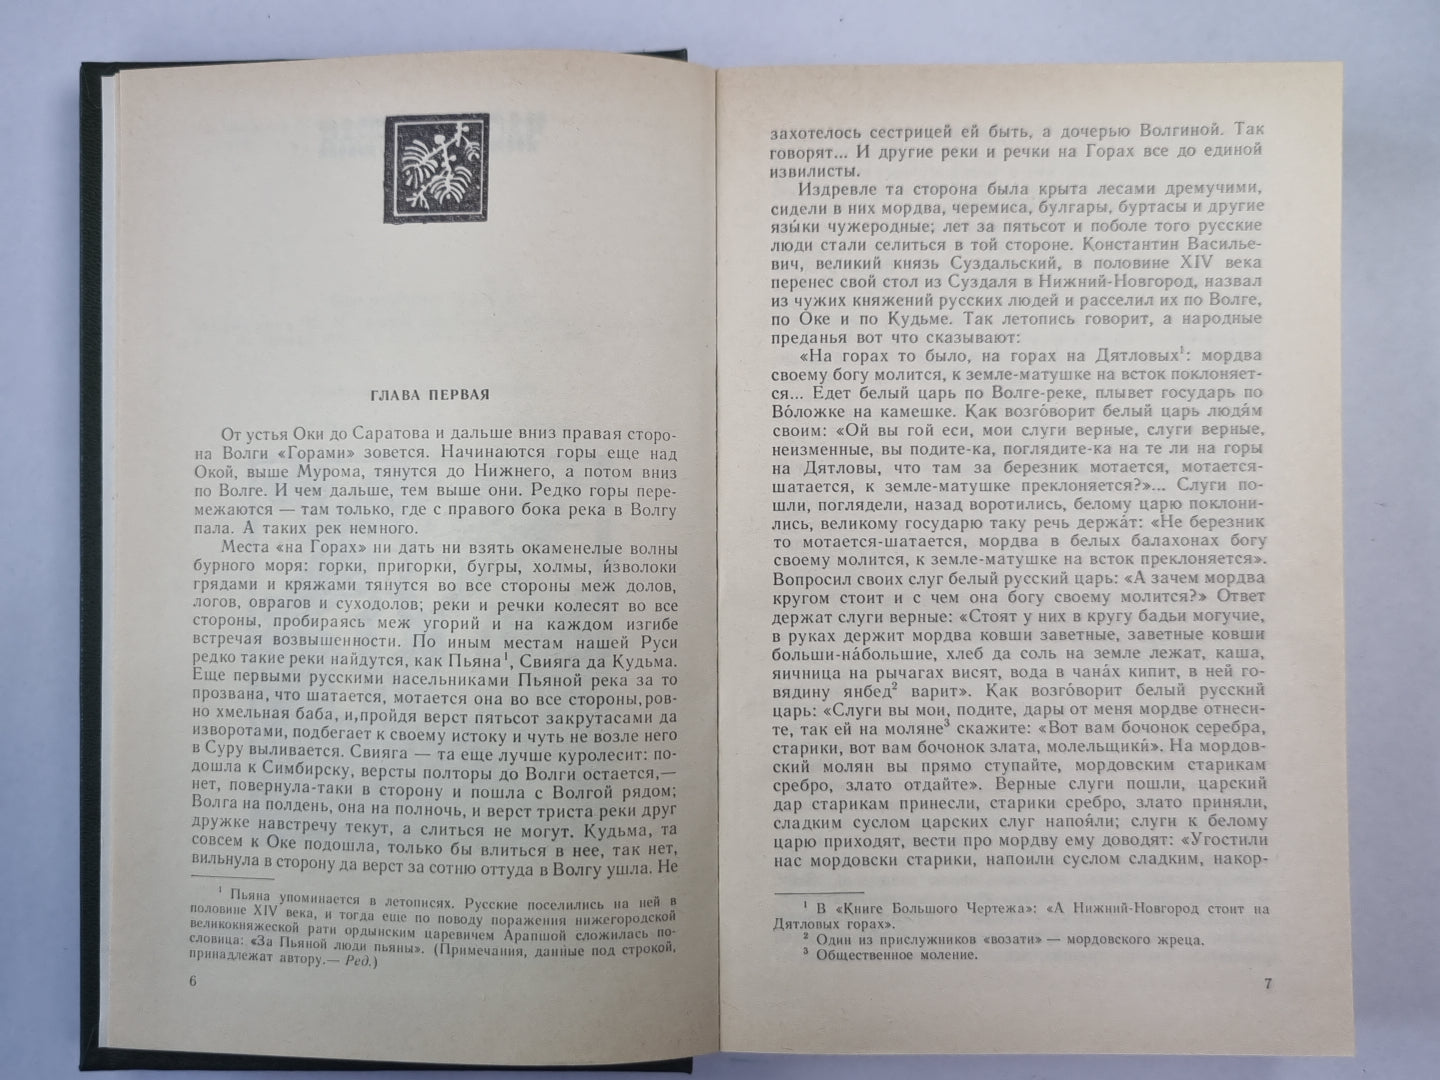 ГЛАВА ПЕРВАЯ
От устья Оки до Саратова и дальше вниз правая сторо-
на Волги «Горами» зовется. Начинаются горы еще над
Окой, выше Мурома, тянутся до Нижнего, а потом вниз
по Волге. И чем дальше, тем выше они. Редко горы пере-
межаются — там только, где с правого бока река в Волгу
пала. А таких рек немного.
Места «на Горах» ни дать ни взять окаменелые волны
бурного моря: горки, пригорки, бугры, холмы, и́зволоки
грядами и кряжами тянутся во все стороны меж долов,
логов, оврагов и суходолов; реки и речки колесят во все
стороны, пробираясь меж угорий и на каждом изгибе
встречая возвышенности. По иным местам нашей Руси
редко такие реки найдутся, как Пьяна¹, Свияга да Кудьма.
Еще первыми русскими насельниками Пьяной река за то
прозвана, что шатается, мотается она во все стороны, ров-
но хмельная баба, и, пройдя верст пятьсот закрутасами да
изворотами, подбегает к своему истоку и чуть не возле него
в Суру выливается. Свияга — та еще лучше куролесит: по-
дошла к Симбирску, версты полторы до Волги остается,—
нет, повернула-таки в сторону и пошла с Волгой рядом;
Волга на полдень, она на полночь, и верст триста реки друг
дружке навстречу текут, а слиться не могут. Кудьма, та
совсем к Оке подошла, только бы влиться в нее, так нет,
вильнула в сторону да верст за сотню оттуда в Волгу ушла. Не
¹ Пьяна упоминается в летописях. Русские поселились на ней в
половине XIV века, и тогда еще по поводу поражения нижегородской
великокняжеской рати ордынским царевичем Арапшой сложилась по-
словица: «За Пьяной люди пьяны». (Примечания, данные под строкой,
принадлежат автору.— Ред.)
6
захотелось сестрицей ей быть, а дочерью Волгиной. Так
говорят... И другие реки и речки на Горах все до единой
извилисты.
Издревле та сторона была крыта лесами дремучими,
сидели в них мордва, черемиса, булгары, буртасы и другие
язы́ки чужеродные; лет за пятьсот и поболе того русские
люди стали селиться в той стороне. Константин Василье-
вич, великий князь Суздальский, в половине XIV века
перенес свой стол из Суздаля в Нижний-Новгород, назвал
из чужих княжений русских людей и расселил их по Волге,
по Оке и по Кудьме. Так летопись говорит, а народные
преданья вот что сказывают:
«На горах то было, на горах на Дятловых¹: мордва
своему богу молится, к земле-матушке на всток поклоняет-
ся... Едет белый царь по Волге-реке, плывет государь по
Во́ложке на камешке. Как возго́ворит белый царь людя́м
своим: «Ой вы гой еси, мои слуги верные, слуги верные,
неизменные, вы подите-ка, поглядите-ка на те ли на горы
на Дятловы, что там за березник мотается, мотается-
шатается, к земле-матушке преклоняется?»... Слуги по-
шли, поглядели, назад воротились, белому царю поклони-
лись, великому государю таку речь держа́т: «Не березник
то мотается-шатается, мордва в белых балахонах богу
своему молится, к земле-матушке на всток преклоняется».
Вопросил своих слуг белый русский царь: «А зачем мордва
кругом стоит и с чем она богу своему молится?» Ответ
держат слуги верные: «Стоят у них в кругу бадьи могучие,
в руках держит мордва ковши заветные, заветные ковши
больши-на́большие, хлеб да соль на земле лежат, каша,
яичница на рычагах висят, вода в чана́х кипит, в ней го-
вядину янбед² варит». Как возго́ворит белый русский
царь: «Слуги вы мои, подите, дары от меня мордве отнеси-
те, так ей на моляне³ скажите: «Вот вам бочонок серебра,
старики, вот вам бочонок злата, молельщики́». На мордов-
ский молян вы прямо ступайте, мордовским старикам
сребро, злато отдайте». Верные слуги пошли, царский
дар старикам принесли, старики сребро, злато приняли,
сладким суслом царских слуг напоя́ли; слуги к белому
царю приходят, вести про мордву ему доводят: «Угостили
нас мордовски старики, напоили суслом сладким, накор-
¹ В «Книге Большого Чертежа»: «А Нижний-Новгород стоит на
Дятловых горах».
² Один из прислужников «возати» — мордовского жреца.
³ Общественное моление.
7